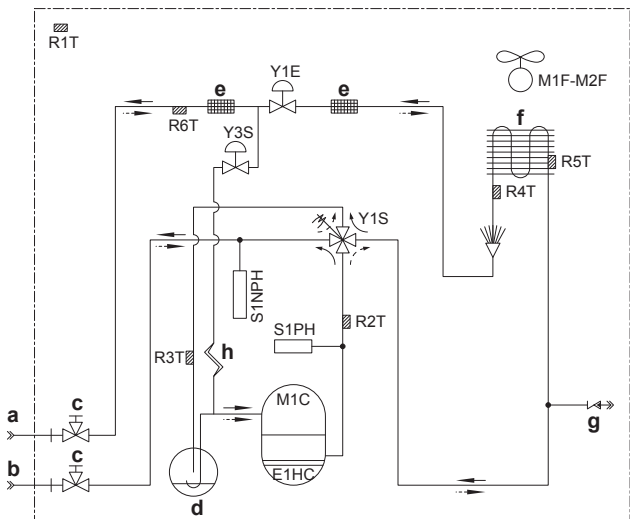 R1T
M1F-M2F
Y1E
e
e
f
R6T
Y3S
R5T
R4T
Y1S
S1NPH
R2T
S1PH
h
R3T
M1C
a
c
g
b
c
E1HC
d